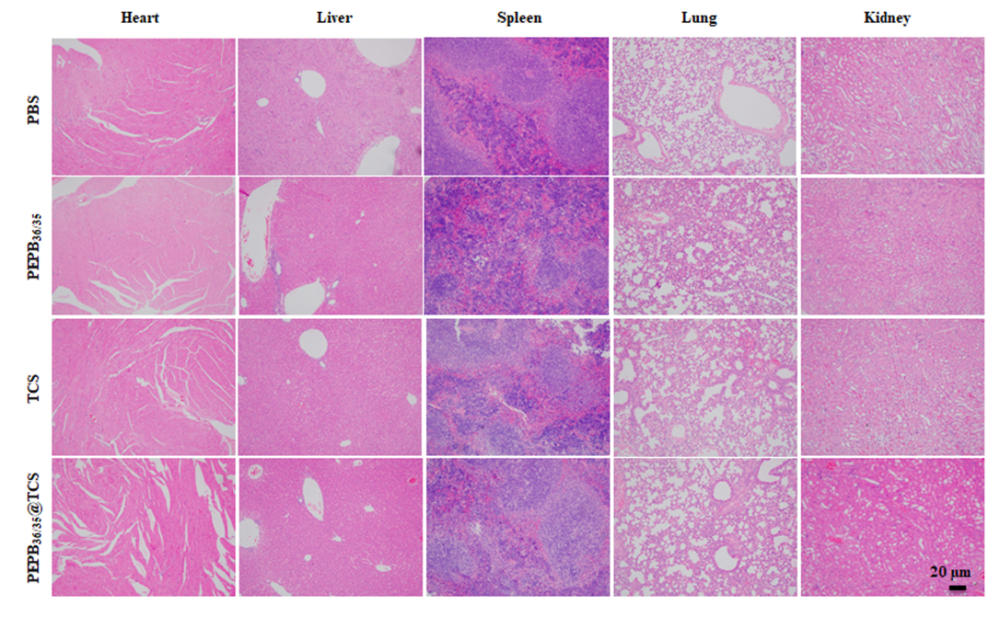 Heart Liver Spleen Lung Kidney
PBS
PEPB36/35
TCS
PEPB36/35@TCS
20 μm